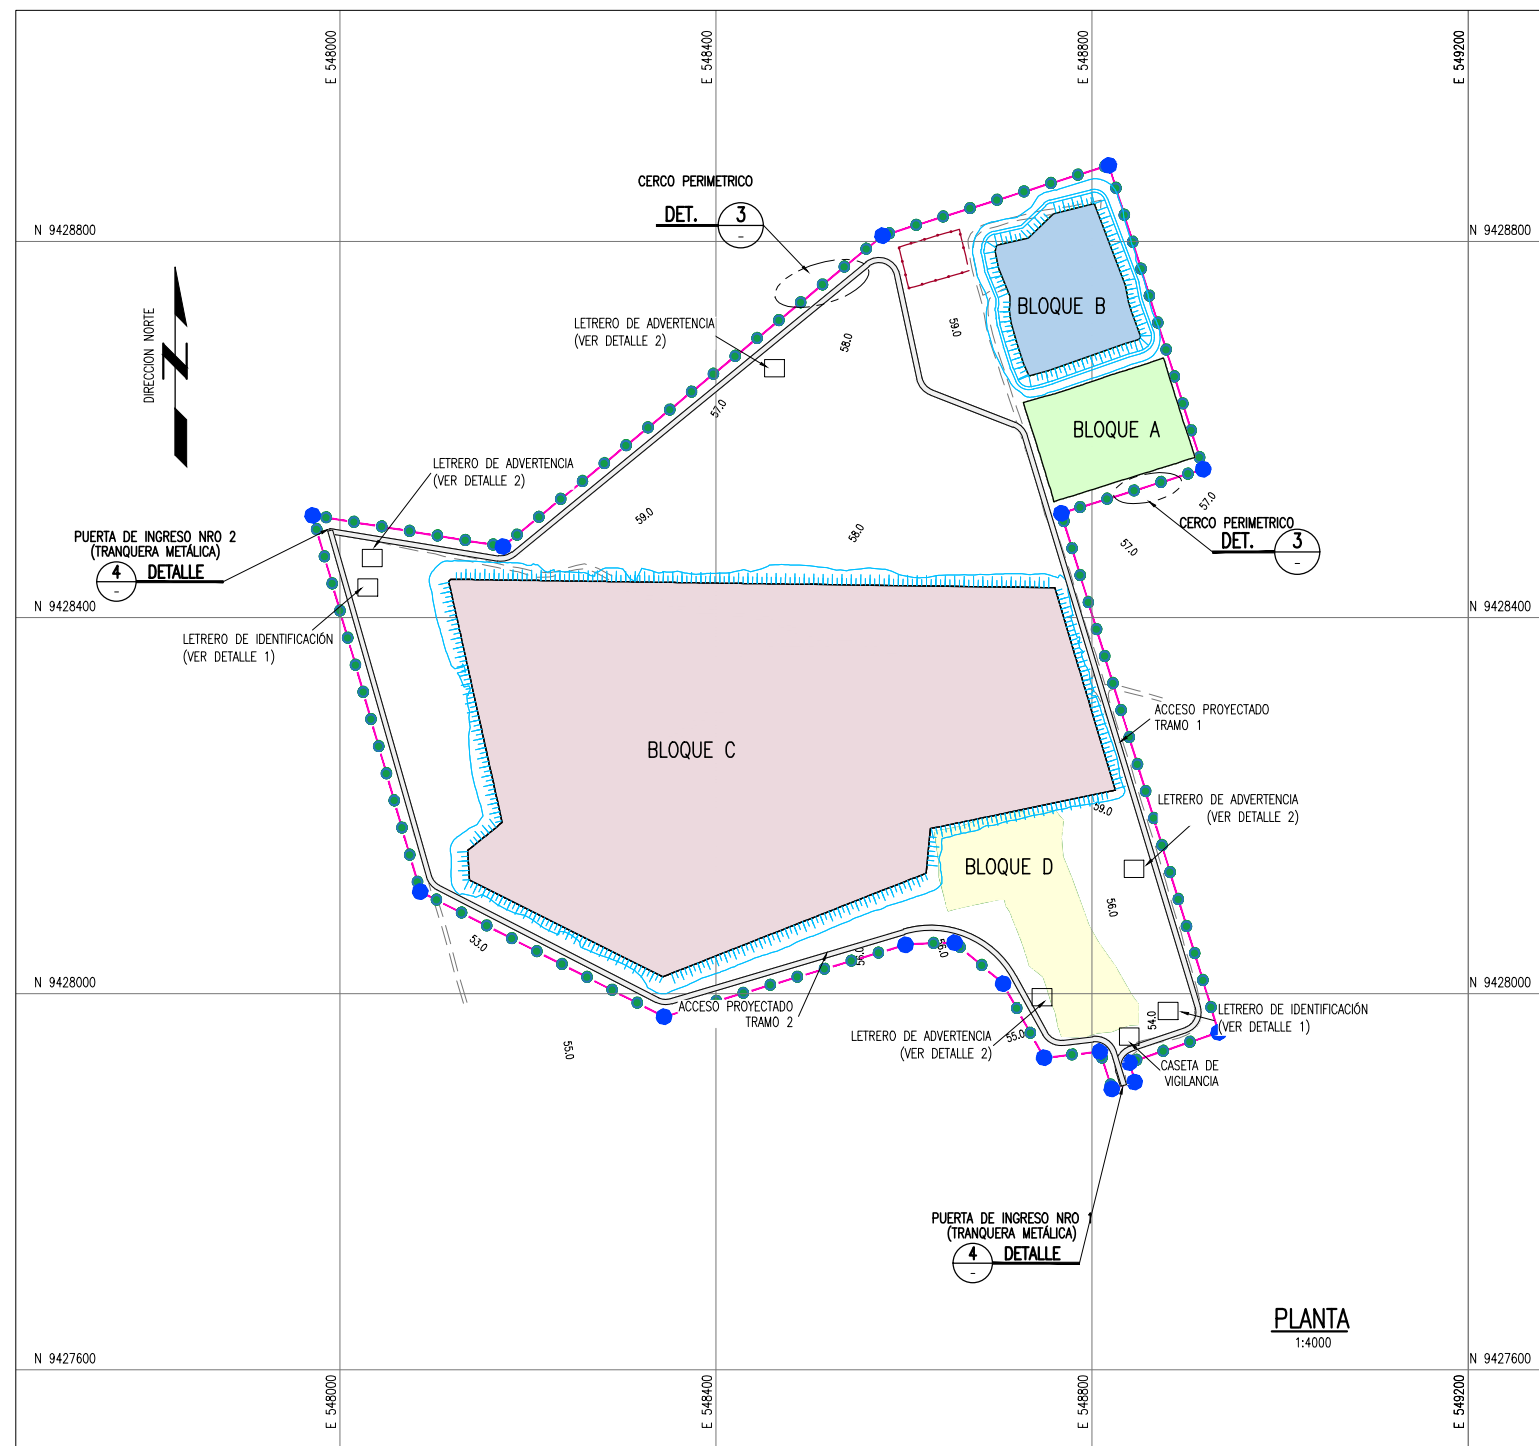 E 548000
E 548400
E 548800
E 549200
CERCO PERIMETRICO
DET.
3
-
N 9428800
N 9428800
DIRECCION NORTE
N
LETRERO DE ADVERTENCIA
(VER DETALLE 2)
58.0
59.0
BLOQUE B
57.0
BLOQUE A
LETRERO DE ADVERTENCIA
(VER DETALLE 2)
59.0
58.0
57.0
57.0
CERCO PERIMETRICO
DET.
3
-
PUERTA DE INGRESO NRO 2
(TRANQUERA METÁLICA)
4
DETALLE
-
N 9428400
N 9428400
LETRERO DE IDENTIFICACIÓN
(VER DETALLE 1)
ACCESO PROYECTADO
TRAMO 1
BLOQUE C
59.0
LETRERO DE ADVERTENCIA
(VER DETALLE 2)
BLOQUE D
56.0
53.0
56.0
56.0
N 9428000
N 9428000
ACCESO PROYECTADO
TRAMO 2
55.0
LETRERO DE ADVERTENCIA
(VER DETALLE 2)
55.0
54.0
LETRERO DE IDENTIFICACIÓN
(VER DETALLE 1)
CASETA DE
VIGILANCIA
PUERTA DE INGRESO NRO 1
(TRANQUERA METÁLICA)
4
DETALLE
-
PLANTA
1:4000
N 9427600
N 9427600
E 548000
E 548400
E 548800
E 549200